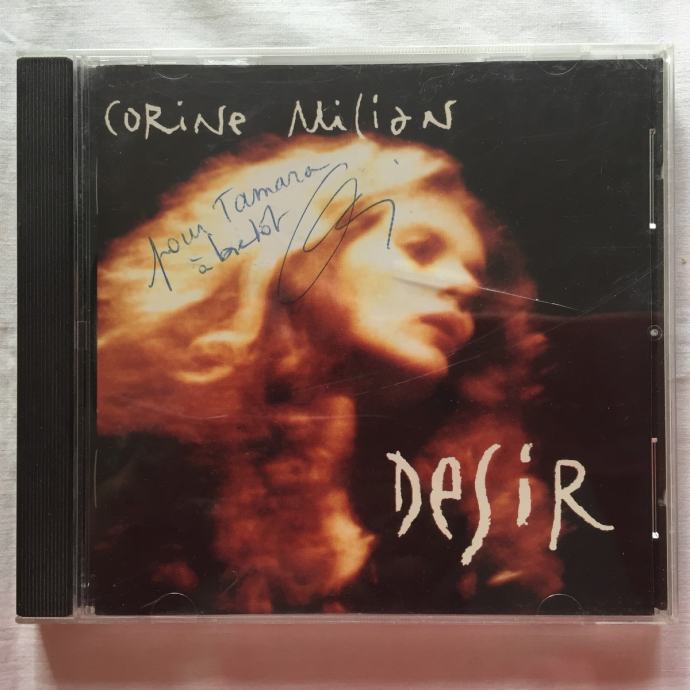 CORINE MILIAN
pour Tamara
à bientôt
DESIR